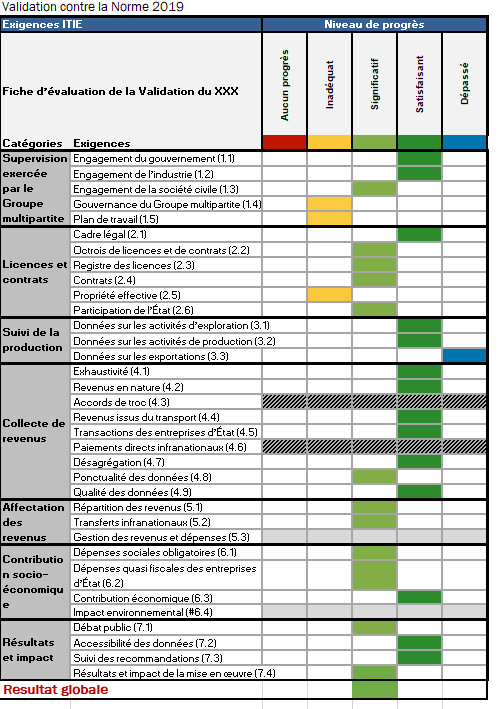 Validation contre la Norme 2019
Exigences ITIE
Niveau de progrès
Fiche d'évaluation de la Validation du XXX
Aucun progrès
Inadéquat
Significatif
Satisfaisant
Dépassé
Catégories Exigences
Supervision exercée par le Groupe multipartite
Engagement du gouvernement (1.1)
Engagement de l'industrie (1.2)
Engagement de la société civile (1.3)
Gouvernance du Groupe multipartite (1.4)
Plan de travail (1.5)
Licences et contrats
Cadre légal (2.1)
Octrois de licences et de contrats (2.2)
Registre des licences (2.3)
Contrats (2.4)
Propriété effective (2.5)
Participation de l'État (2.6)
Suivi de la production
Données sur les activités d'exploration (3.1)
Données sur les activités de production (3.2)
Données sur les exportations (3.3)
Collecte de revenus
Exhaustivité (4.1)
Revenus en nature (4.2)
Accords de troc (4.3)
Revenus issus du transport (4.4)
Transactions des entreprises d'État (4.5)
Paiements directs infranationaux (4.6)
Désagrégation (4.7)
Ponctualité des données (4.8)
Qualité des données (4.9)
Affectation des revenus
Répartition des revenus (5.1)
Transferts infranationaux (5.2)
Gestion des revenus et dépenses (5.3)
Contributio
n socio-
économiqu
e
Dépenses sociales obligatoires (6.1)
Dépenses quasi fiscales des entreprises
d'État (6.2)
Contribution économique (6.3)
Impact environnemental (#6.4)
Résultats et impact
Débat public (7.1)
Accessibilité des données (7.2)
Suivi des recommandations (7.3)
Résultats et impact de la mise en œuvre (7.4)
Resultat globale